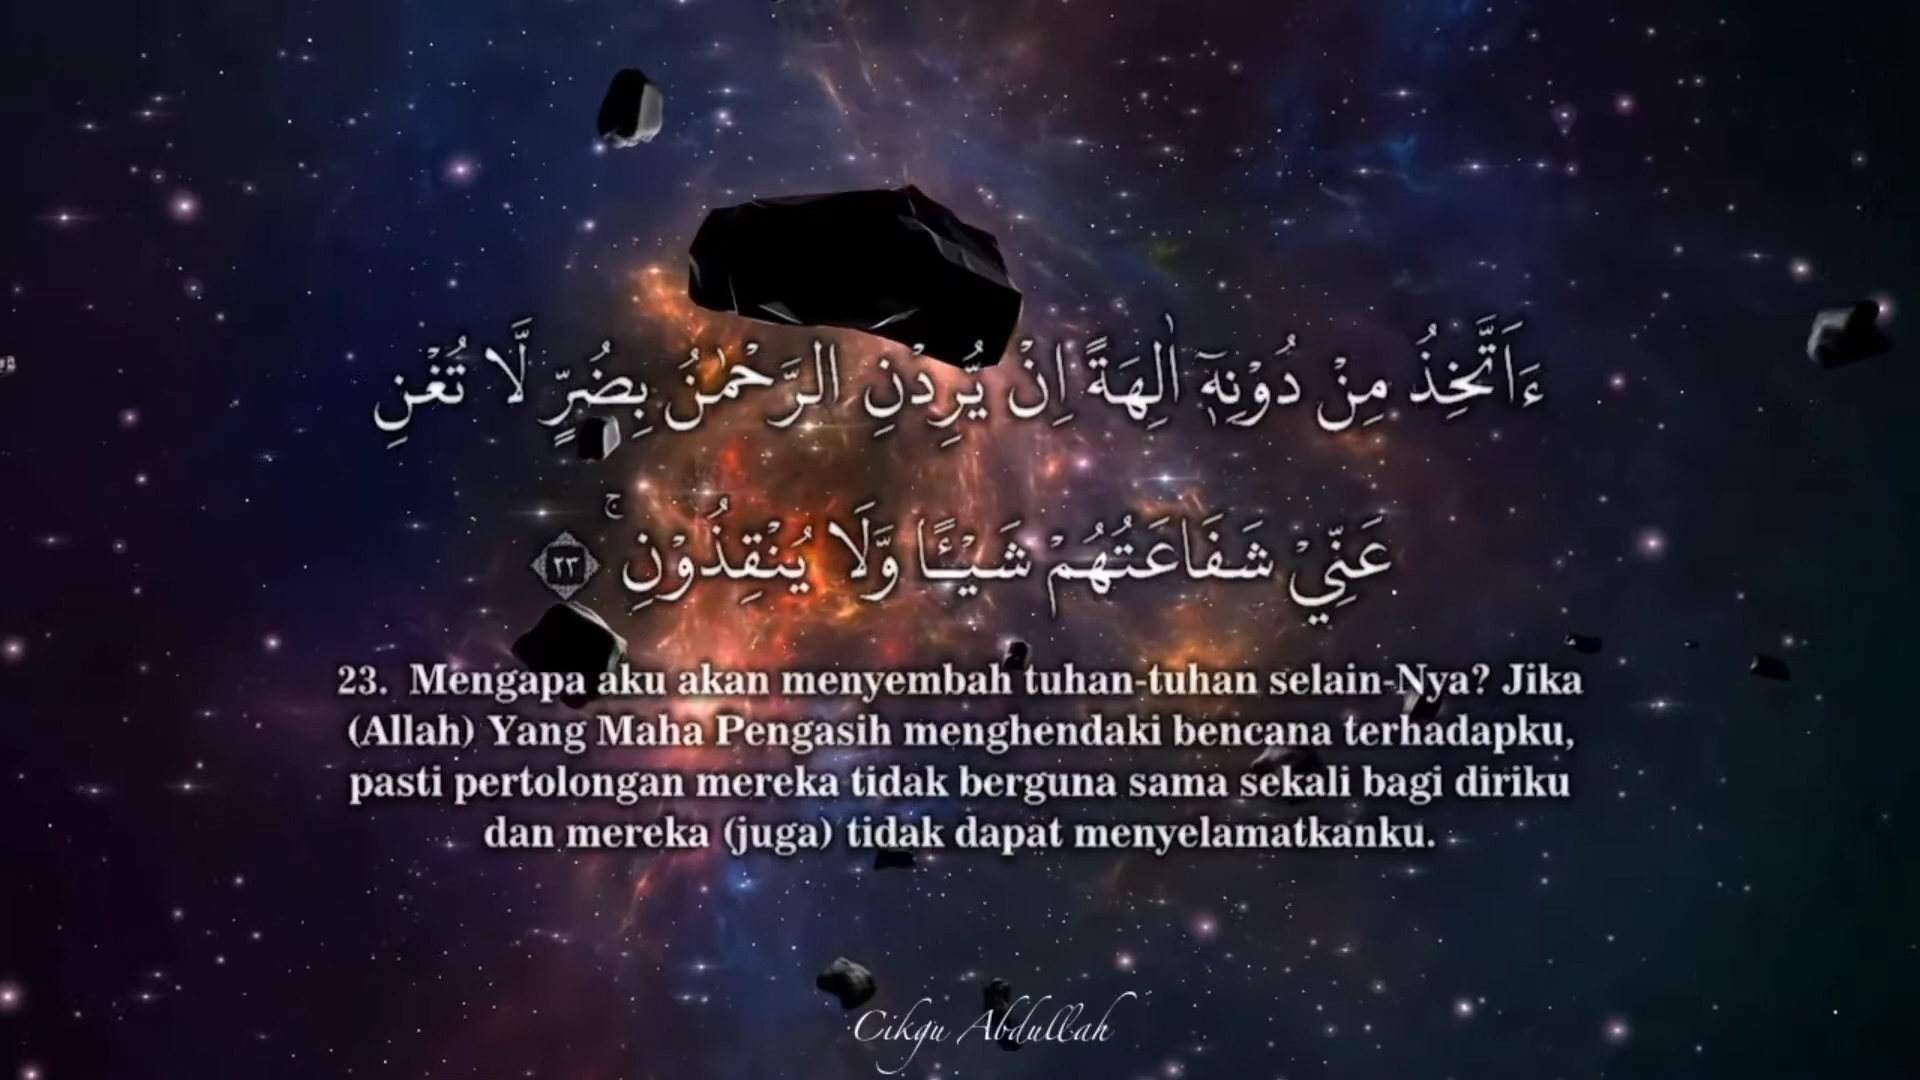 ءَاَتَّخِذُ مِنْ دُوْنِهٖٓ اٰلِهَةً اِنْ يُّرِدْنِ الرَّحْمٰنُ بِضُرٍّ لَّا تُغْنِ
عَنِّيْ شَفَاعَتُهُمْ شَيْـًٔا وَّلَا يُنْقِذُوْنِۚ ٢٣
23. Mengapa aku akan menyembah tuhan-tuhan selain-Nya? Jika
(Allah) Yang Maha Pengasih menghendaki bencana terhadapku,
pasti pertolongan mereka tidak berguna sama sekali bagi diriku
dan mereka (juga) tidak dapat menyelamatkanku.
Cikgu Abdullah